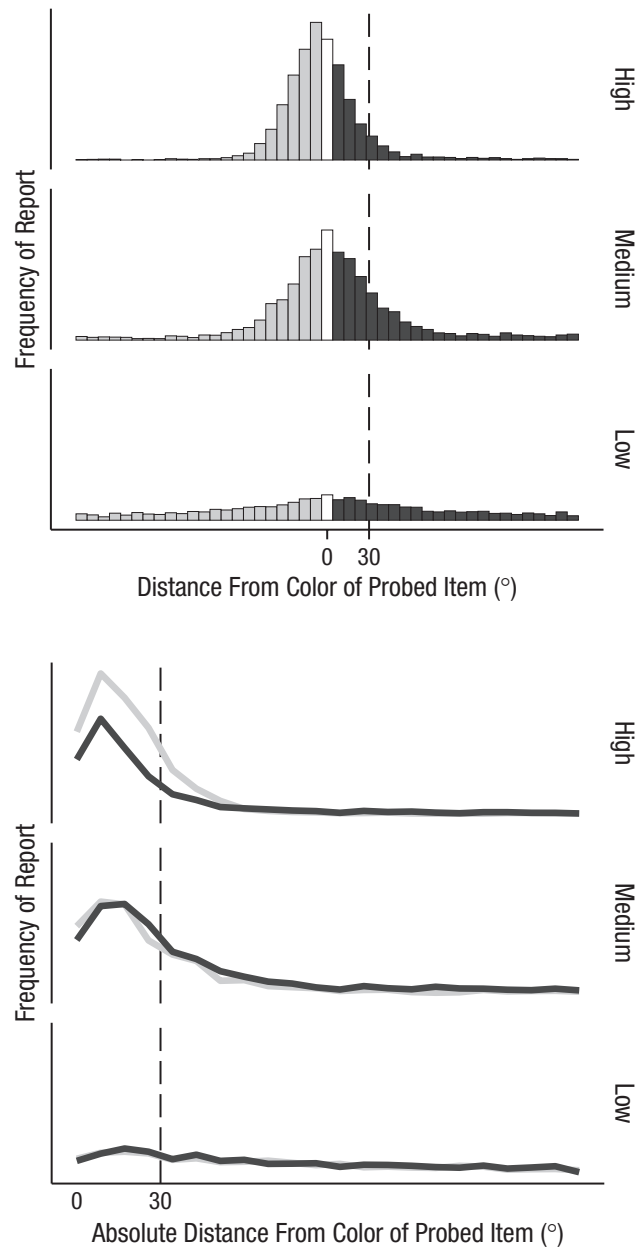 High
Medium
Low
Frequency of Report
0 30
Distance From Color of Probed Item (°)
High
Medium
Low
Frequency of Report
0 30
Absolute Distance From Color of Probed Item (°)